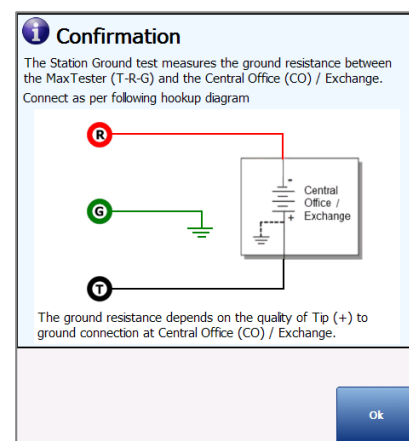 Confirmation
The Station Ground test measures the ground resistance between
the MaxTester (T-R-G) and the Central Office (CO) / Exchange.
Connect as per following hookup diagram
R
-
Central
Office /
Exchange
+
G
T
The ground resistance depends on the quality of Tip (+) to
ground connection at Central Office (CO) / Exchange.
Ok